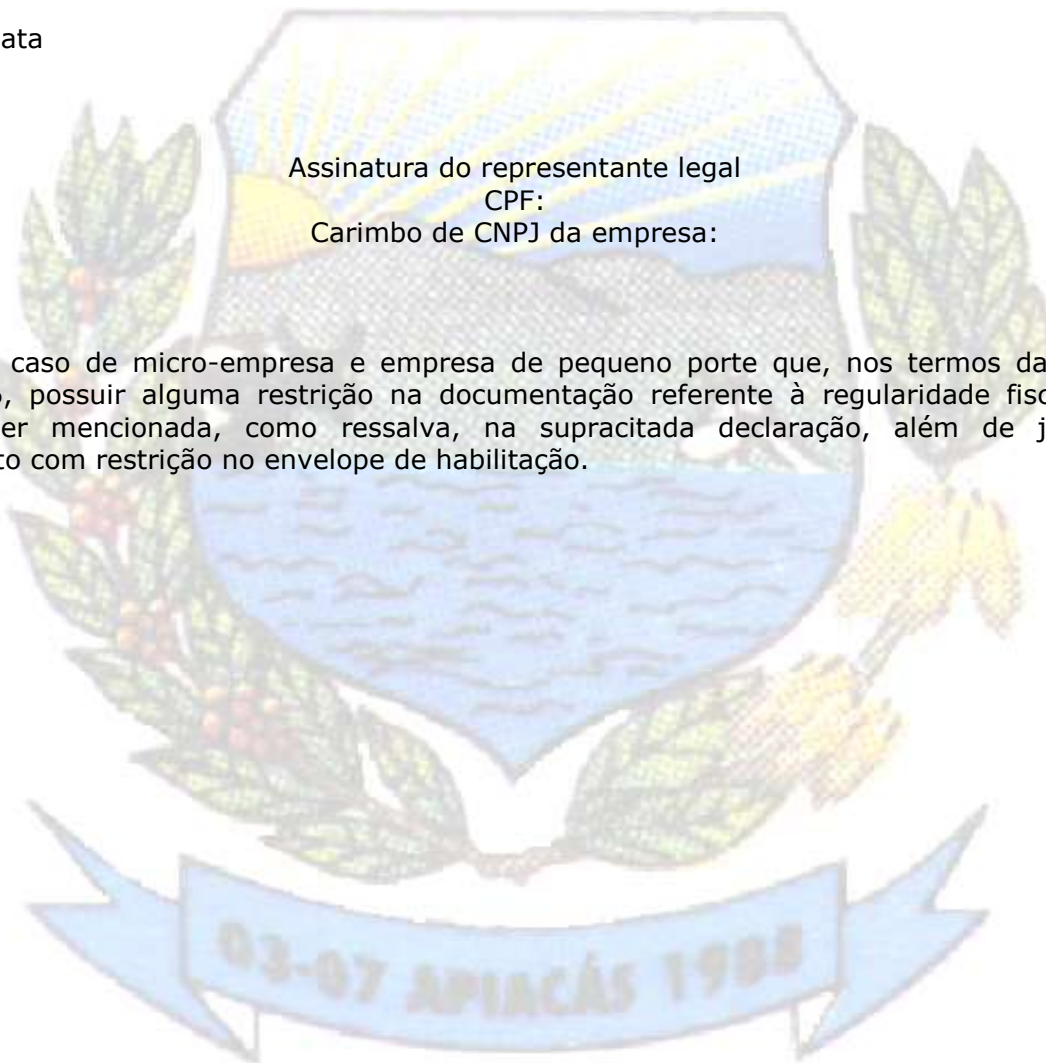 ata
Assinatura do representante legal
CPF:
Carimbo de CNPJ da empresa:
caso de micro-empresa e empresa de pequeno porte que, nos termos da
, possuir alguma restrição na documentação referente à regularidade fisc
er mencionada, como ressalva, na supracitada declaração, além de j
to com restrição no envelope de habilitação.
03-07 APIACÁS 1988